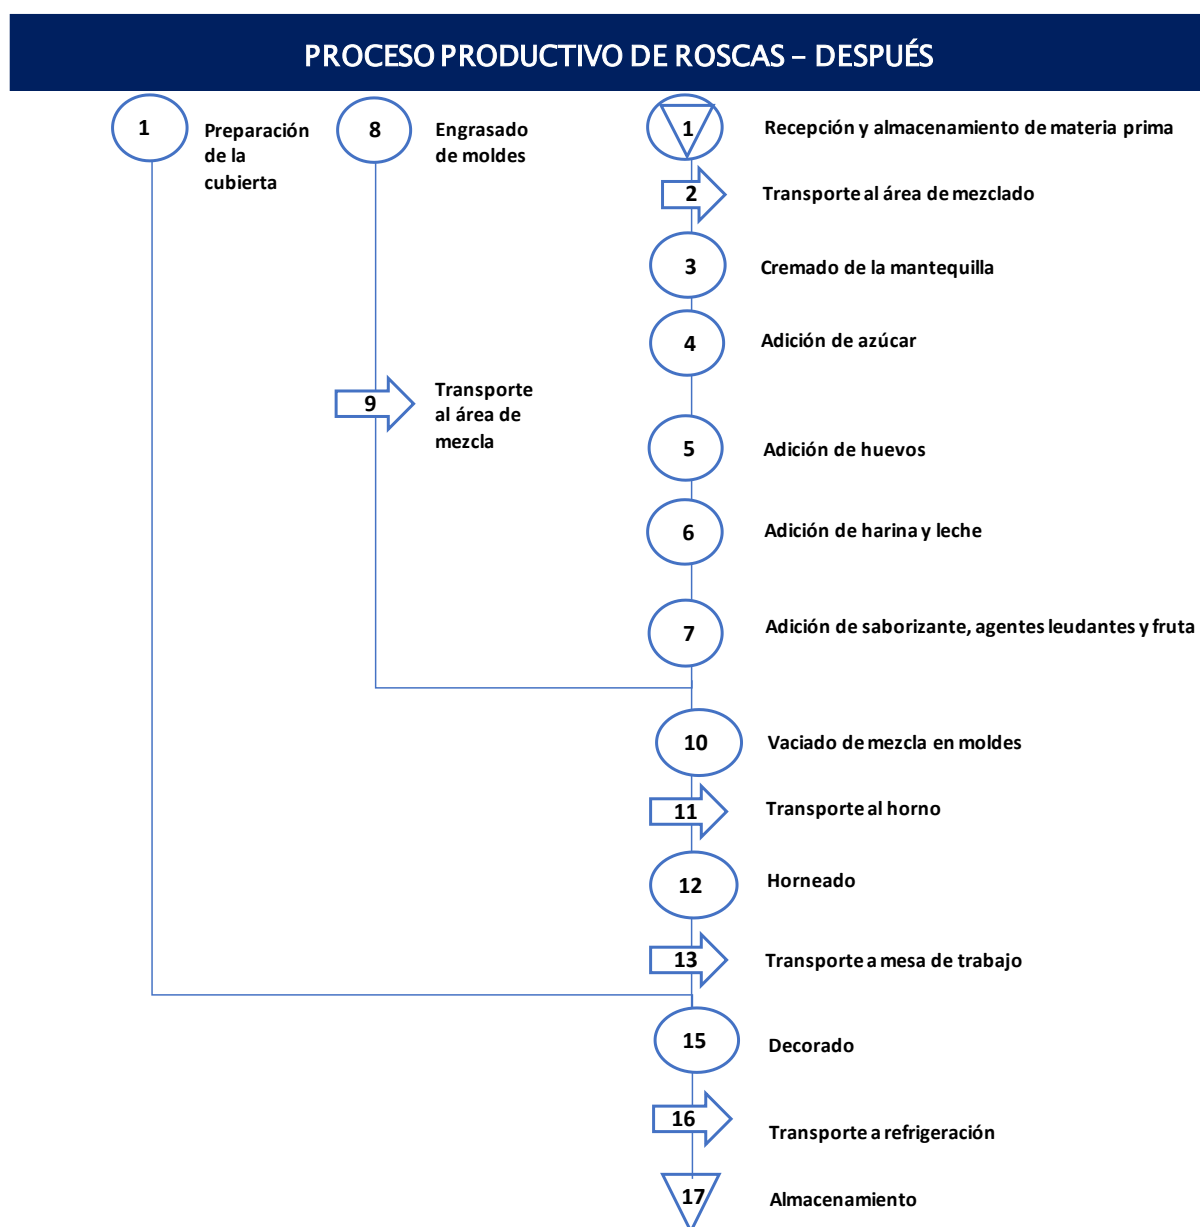 PROCESO PRODUCTIVO DE ROSCAS – DESPUÉS
1
Preparación
de la
cubierta
8
Engrasado
de moldes
9
Transporte
al área de
mezcla
1
Recepción y almacenamiento de materia prima
2
Transporte al área de mezclado
3
Cremado de la mantequilla
4
Adición de azúcar
5
Adición de huevos
6
Adición de harina y leche
7
Adición de saborizante, agentes leudantes y fruta
10
Vaciado de mezcla en moldes
11
Transporte al horno
12
Horneado
13
Transporte a mesa de trabajo
15
Decorado
16
Transporte a refrigeración
17
Almacenamiento